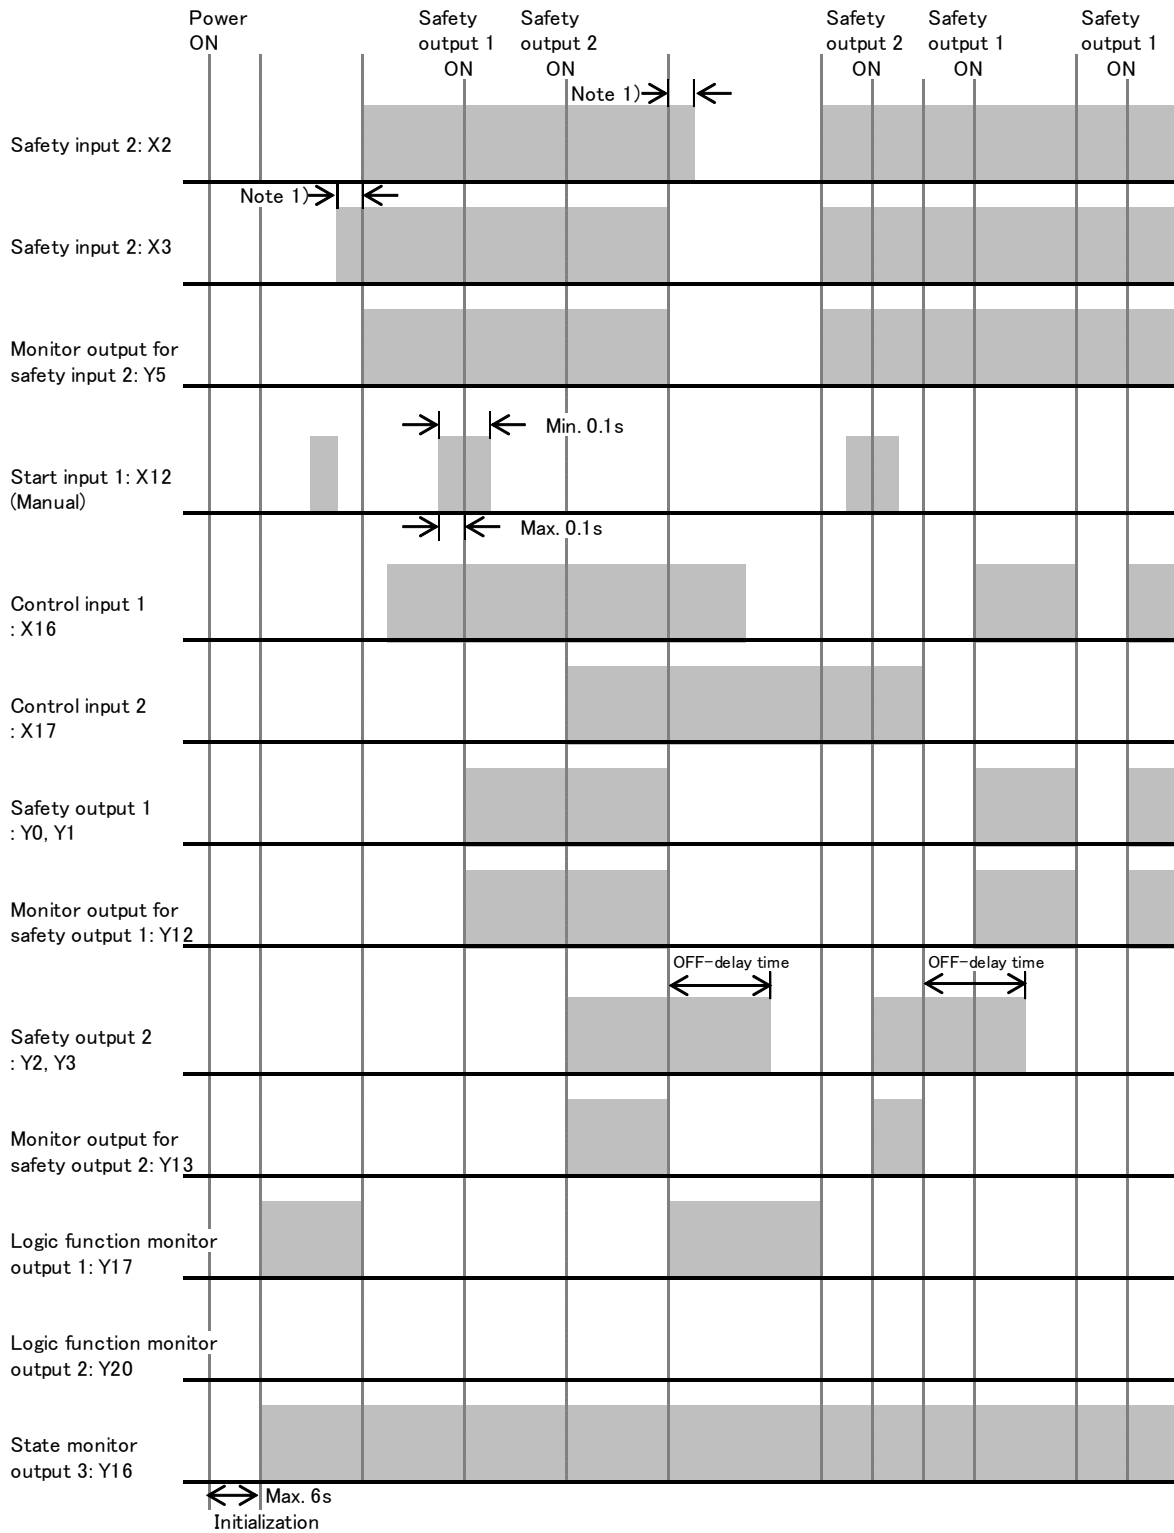 Power
ON
Safety
output 1
ON
Safety
output 2
ON
Safety
output 2
ON
Safety
output 1
ON
Safety
output 1
ON
Note 1)
Safety input 2: X2
Note 1)
Safety input 2: X3
Monitor output for
safety input 2: Y5
Min. 0.1s
Start input 1: X12
(Manual)
Max. 0.1s
Control input 1
: X16
Control input 2
: X17
Safety output 1
: Y0, Y1
Monitor output for
safety output 1: Y12
OFF-delay time
OFF-delay time
Safety output 2
: Y2, Y3
Monitor output for
safety output 2: Y13
Logic function monitor
output 1: Y17
Logic function monitor
output 2: Y20
State monitor
output 3: Y16
Max. 6s
Initialization